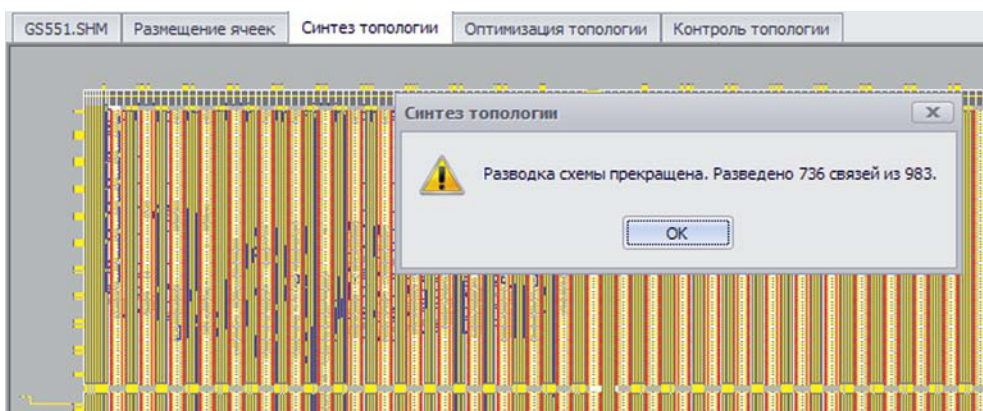 GS551.SHM Размещение ячеек Синтез топологии Оптимизация топологии Контроль топологии
Синтез топологии
Разводка схемы прекращена. Разведено 736 связей из 983.
OK